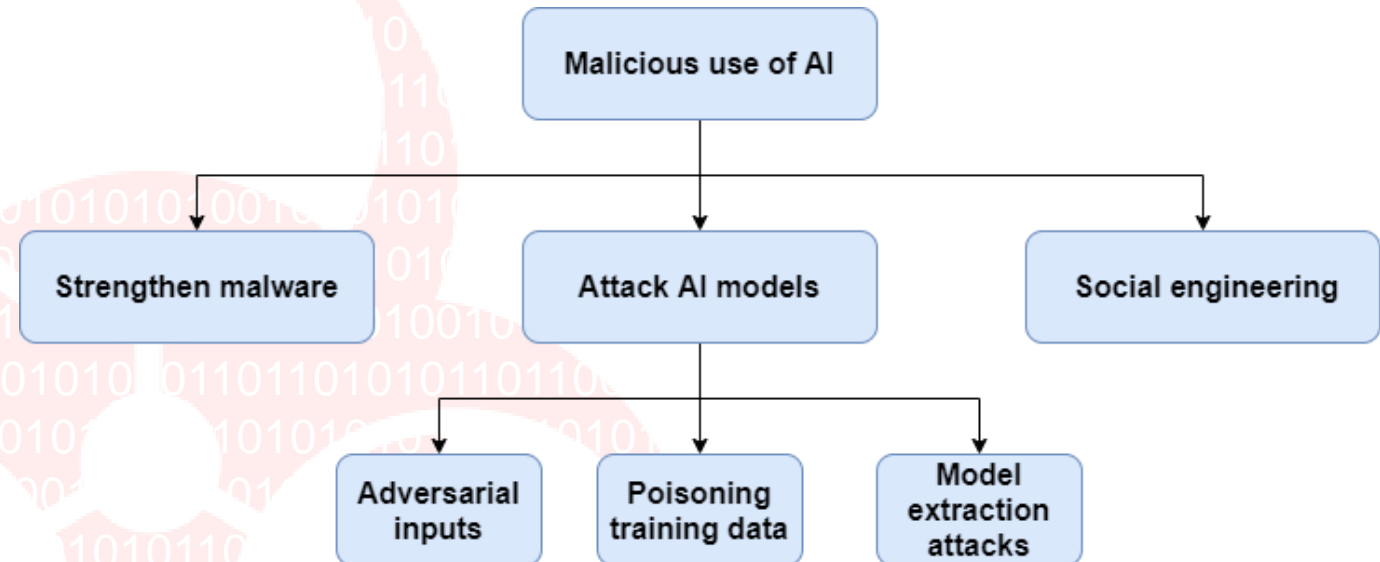 Malicious use of AI
Strengthen malware
Attack AI models
Social engineering
Adversarial
inputs
Poisoning
training data
Model
extraction
attacks